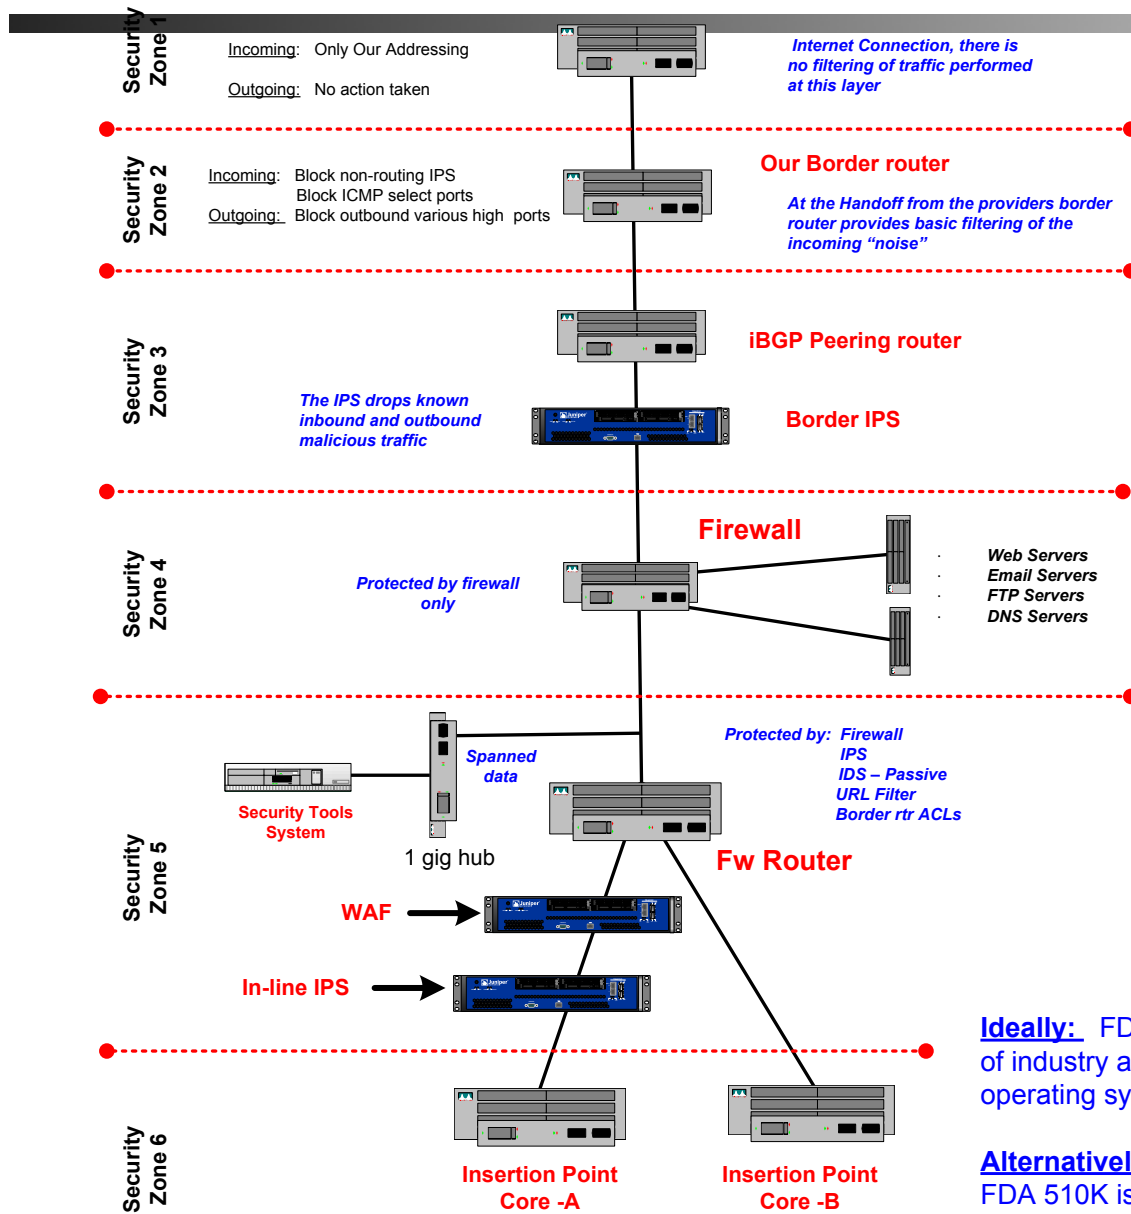 Security
Zone 1
Incoming: Only Our Addressing
Outgoing: No action taken
Internet Connection, there is
no filtering of traffic performed
at this layer
Security
Zone 2
Incoming: Block non-routing IPS
Block ICMP select ports
Outgoing: Block outbound various high ports
Our Border router
At the Handoff from the providers border
router provides basic filtering of the
incoming “noise”
Security
Zone 3
iBGP Peering router
The IPS drops known
inbound and outbound
malicious traffic
Juniper
Border IPS
Security
Zone 4
Firewall
Protected by firewall
only
· Web Servers
· Email Servers
· FTP Servers
· DNS Servers
Security
Zone 5
Spanned
data
Protected by: Firewall
IPS
IDS – Passive
URL Filter
Border rtr ACLs
Security Tools
System
1 gig hub
Fw Router
WAF
Juniper
In-line IPS
Juniper
Ideally: FD
of industry a
operating sy
Security
Zone 6
Insertion Point
Core -A
Insertion Point
Core -B
Alternativel
FDA 510K is